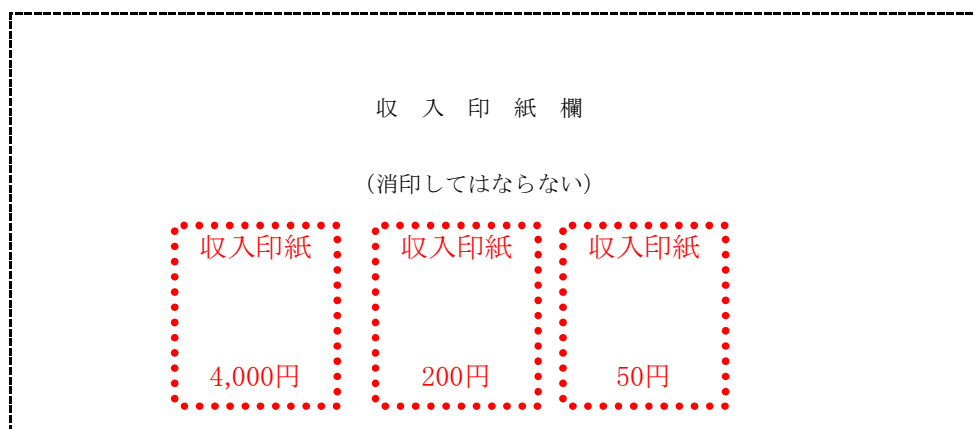 収 入 印 紙 欄
（消印してはならない）
収入印紙 収入印紙 収入印紙
4,000円 200円 50円